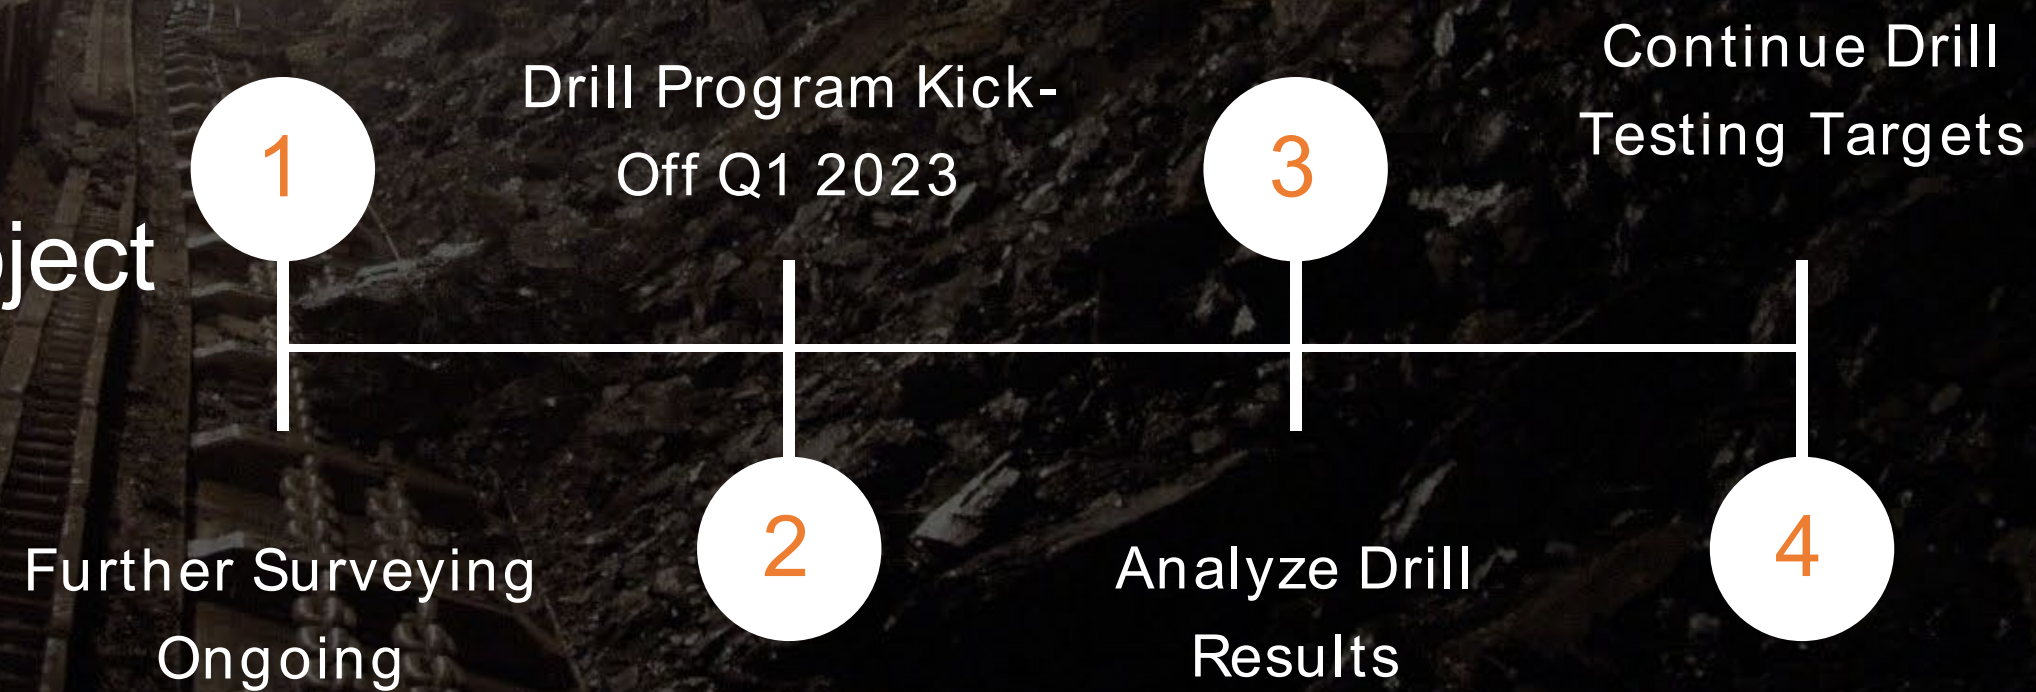 1
Further Surveying
Ongoing
Drill Program Kick-
Off Q1 2023
2
3
Analyze Drill
Results
Continue Drill
Testing Targets
4